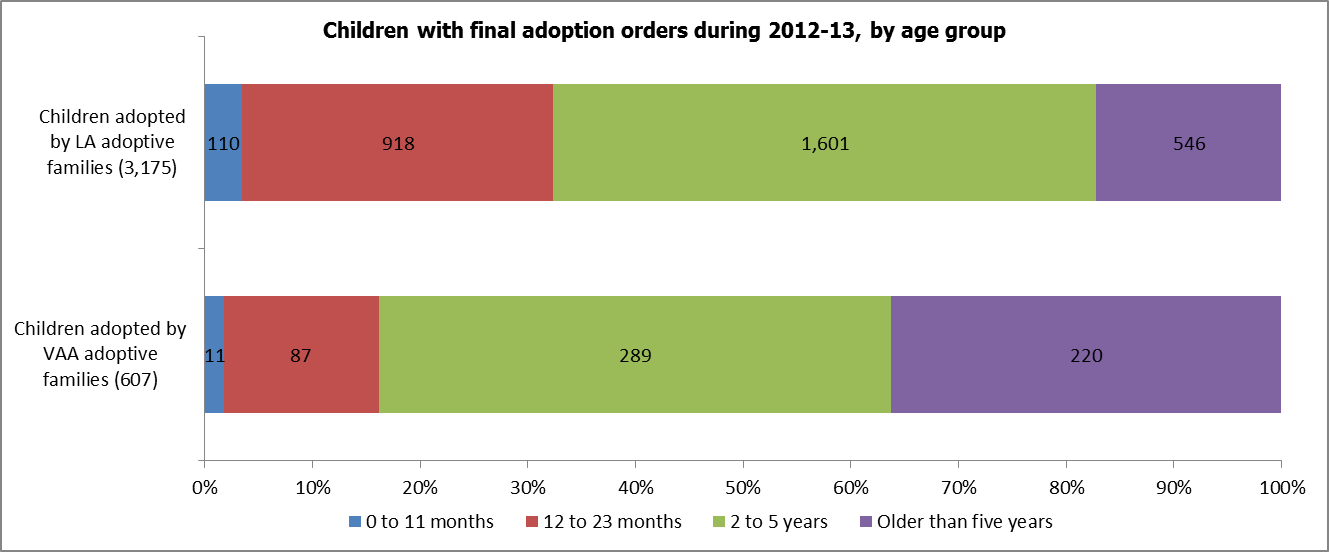 Children with final adoption orders during 2012-13, by age group
Children adopted
by LA adoptive
families (3,175)
110 918 1,601 546
Children adopted by
VAA adoptive
families (607)
11 87 289 220
0% 10% 20% 30% 40% 50% 60% 70% 80% 90% 100%
0 to 11 months 12 to 23 months 2 to 5 years Older than five years